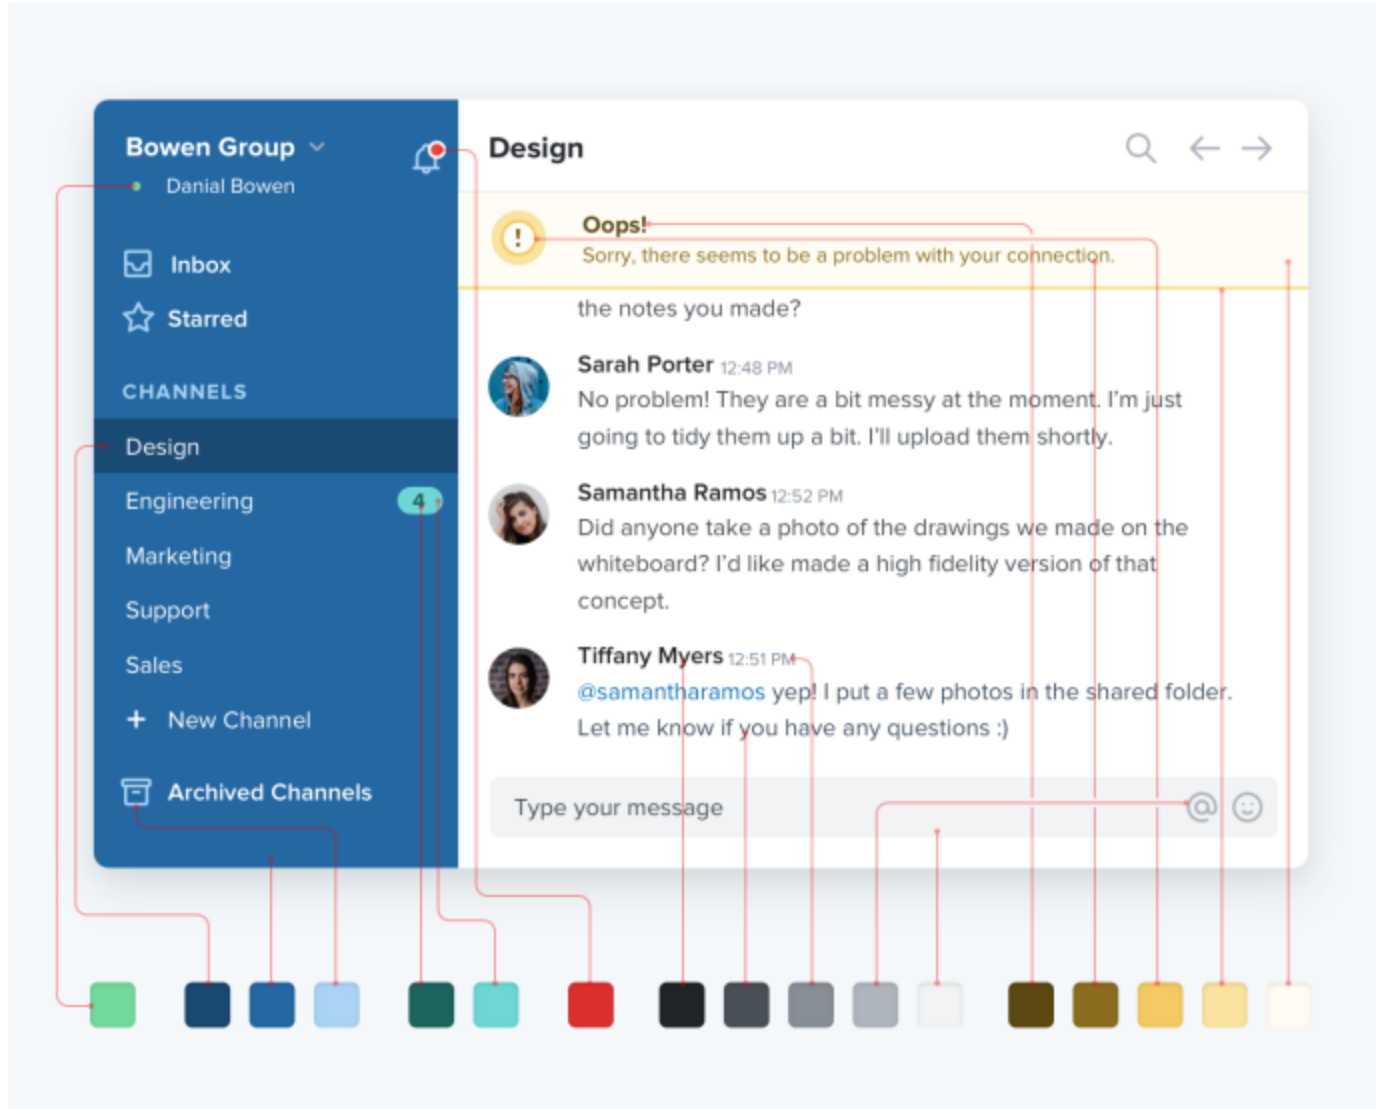 Bowen Group
Danial Bowen
Inbox
Starred
CHANNELS
Design
Engineering
4
Marketing
Support
Sales
+ New Channel
Archived Channels
Design
!
Oops!
Sorry, there seems to be a problem with your connection.
the notes you made?
Sarah Porter 12:48 PM
No problem! They are a bit messy at the moment. I'm just
going to tidy them up a bit. I'll upload them shortly.
Samantha Ramos 12:52 PM
Did anyone take a photo of the drawings we made on the
whiteboard? I'd like made a high fidelity version of that
concept.
Tiffany Myers 12:51 PM
@samantharamos yep! I put a few photos in the shared folder.
Let me know if you have any questions :)
Type your message
@